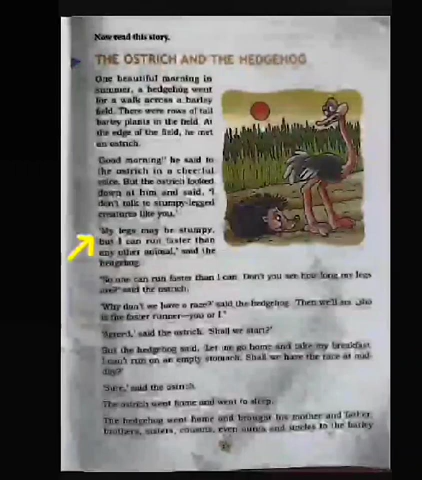 Now read this story.
THE OSTRICH AND THE HEDGEHOG
One beautiful morning in
summer, a hedgehog went
for a walk across a barley
field. There were rows of tall
barley plants in the field. At
the edge of the field, he met
an ostrich.
'Good morning!' he said to
the ostrich in a cheerful
voice. But the ostrich looked
down at him and said, 'I
don't talk to stumpy-legged
creatures like you.'
'My legs may be stumpy,
but I can run faster than
any other animal,' said the
hedgehog.
'No one can run faster than I can. Don't you see how long my legs
are?' said the ostrich.
'Why don't we have a race?' said the hedgehog. Then we'll see who
is the faster runner—you or I.'
'Agreed,' said the ostrich. 'Shall we start?'
But the hedgehog said, 'Let me go home and take my breakfast.
I can't run on an empty stomach. Shall we have the race at mid-
day?'
'Sure,' said the ostrich.
The ostrich went home and went to sleep.
The hedgehog went home and brought his mother and father,
brothers, sisters, cousins, even aunts and uncles to the barley